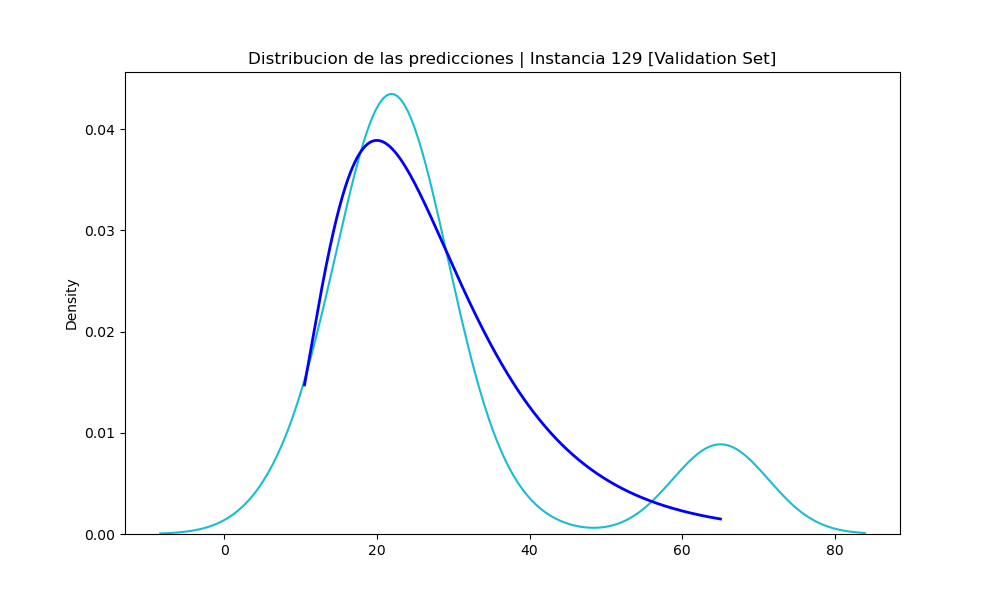 Distribucion de las predicciones | Instancia 129 [Validation Set]
0.04
0.03
0.02
0.01
0.00
Density
0 20 40 60 80